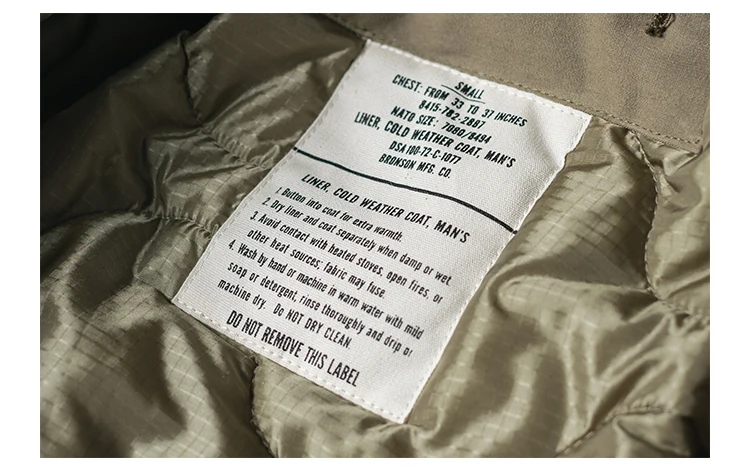 SMALL
CHEST: FROM 33 TO 37 INCHES
8415-782-2887
NATO SIZE: 7080/8494
LINER, COLD WEATHER COAT, MAN'S
DSA 100-72-C-1077
BRONSON MFG. CO.
LINER, COLD WEATHER COAT, MAN'S
1. Button into coat for extra warmth.
2. Dry liner and coat separately when damp or wet.
3. Avoid contact with heated stoves, open fires, or
other heat sources; fabric may fuse.
4. Wash by hand or machine in warm water with mild
soap or detergent, rinse thoroughly and drip or
machine dry. Do NOT DRY CLEAN.
DO NOT REMOVE THIS LABEL